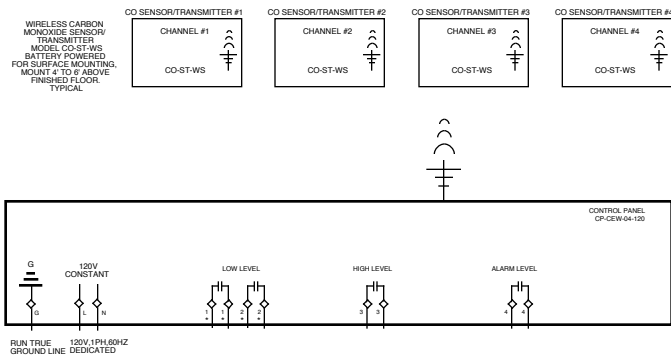 WIRELESS CARBON
MONOXIDE SENSOR/
TRANSMITTER
MODEL CO-ST-WS
BATTERY POWERED
FOR SURFACE MOUNTING,
MOUNT 4' TO 6' ABOVE
FINISHED FLOOR.
TYPICAL
CO SENSOR/TRANSMITTER #1
CHANNEL #1
CO-ST-WS
CO SENSOR/TRANSMITTER #2
CHANNEL #2
CO-ST-WS
CO SENSOR/TRANSMITTER #3
CHANNEL #3
CO-ST-WS
CO SENSOR/TRANSMITTER #4
CHANNEL #4
CO-ST-WS
CONTROL PANEL
CP-CEW-04-120
G
120V
CONSTANT
LOW LEVEL
HIGH LEVEL
ALARM LEVEL
G
L
N
1 1 2 2
* * * *
3 3
4 4
RUN TRUE
GROUND LINE
120V,1PH,60HZ
DEDICATED